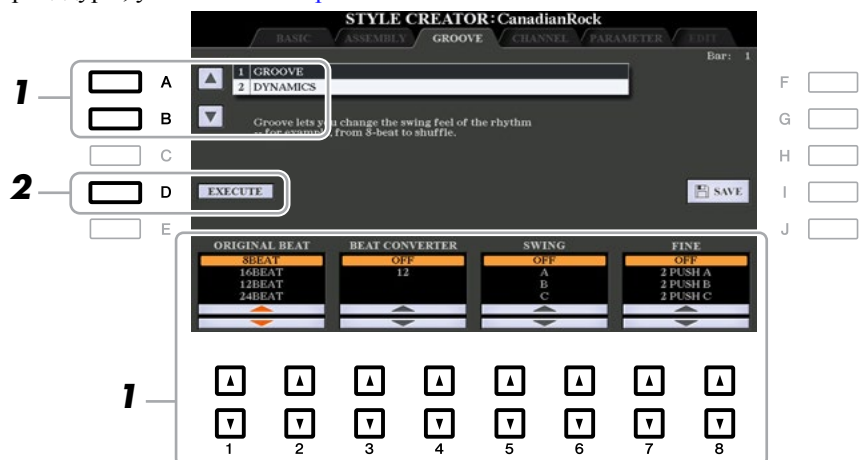 STYLE CREATOR:CanadianRock
BASIC ASSEMBLY GROOVE CHANNEL PARAMETER EDIT
Bar: 1
1
A
B
C
2
D
E
1 GROOVE
2 DYNAMICS
Groove lets you change the swing feel of the rhythm
-- for example, from 8-beat to shuffle.
EXECUTE
SAVE
F
G
H
I
J
ORIGINAL BEAT BEAT CONVERTER SWING FINE
8BEAT OFF OFF OFF
16BEAT 12 A 2 PUSH A
12BEAT B 2 PUSH B
24BEAT C 2 PUSH C
1
1 2 3 4 5 6 7 8